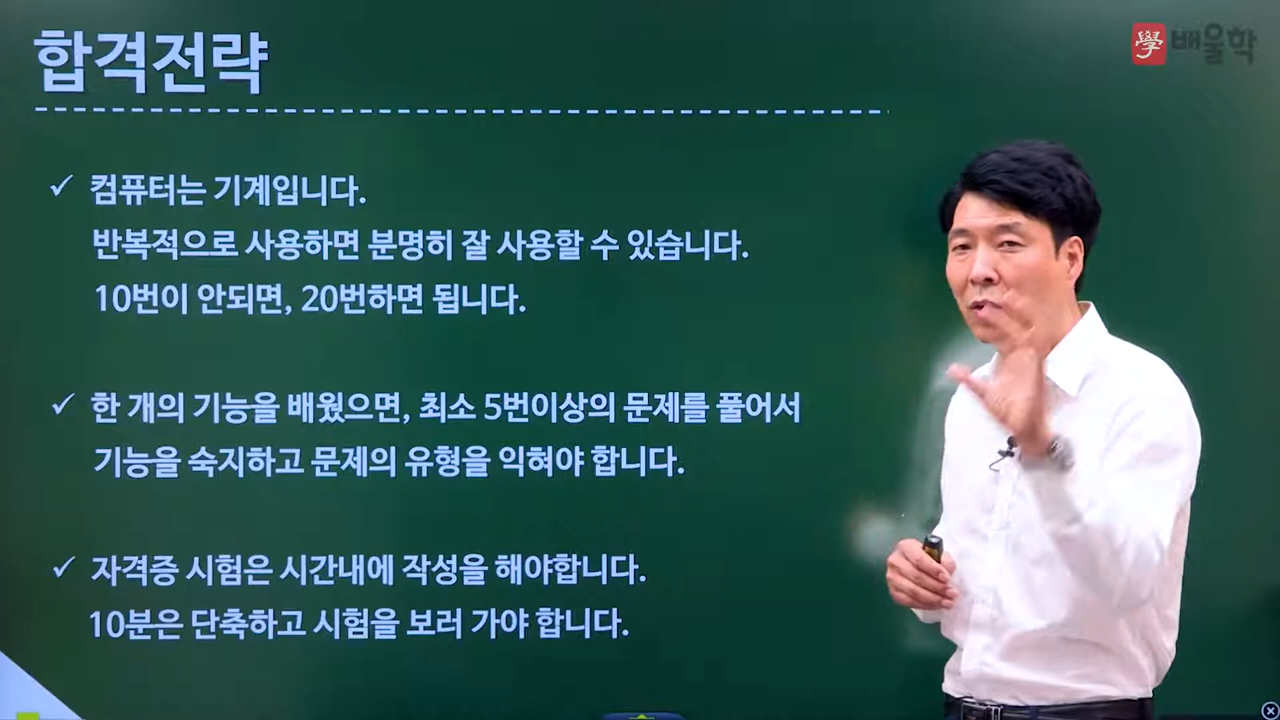 합격전략
學 배울학
컴퓨터는 기계입니다.
반복적으로 사용하면 분명히 잘 사용할 수 있습니다.
10번이 안되면, 20번하면 됩니다.
한 개의 기능을 배웠으면, 최소 5번이상의 문제를 풀어서
기능을 숙지하고 문제의 유형을 익혀야 합니다.
자격증 시험은 시간내에 작성을 해야합니다.
10분은 단축하고 시험을 보러 가야 합니다.